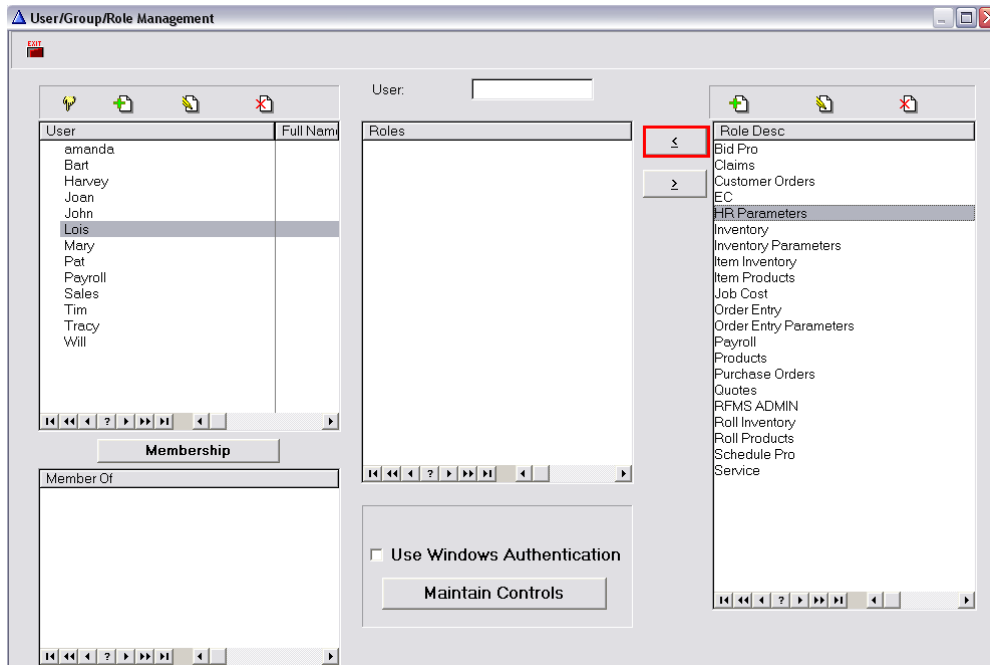 User/Group/Role Management
EXIT
User:
User Full Nam
amanda
Bart
Harvey
Joan
John
Lois
Mary
Pat
Payroll
Sales
Tim
Tracy
Will
Membership
Member Of
Roles
<
>
Use Windows Authentication
Maintain Controls
Role Desc
Bid Pro
Claims
Customer Orders
EC
HR Parameters
Inventory
Inventory Parameters
Item Inventory
Item Products
Job Cost
Order Entry
Order Entry Parameters
Payroll
Products
Purchase Orders
Quotes
RFMS ADMIN
Roll Inventory
Roll Products
Schedule Pro
Service